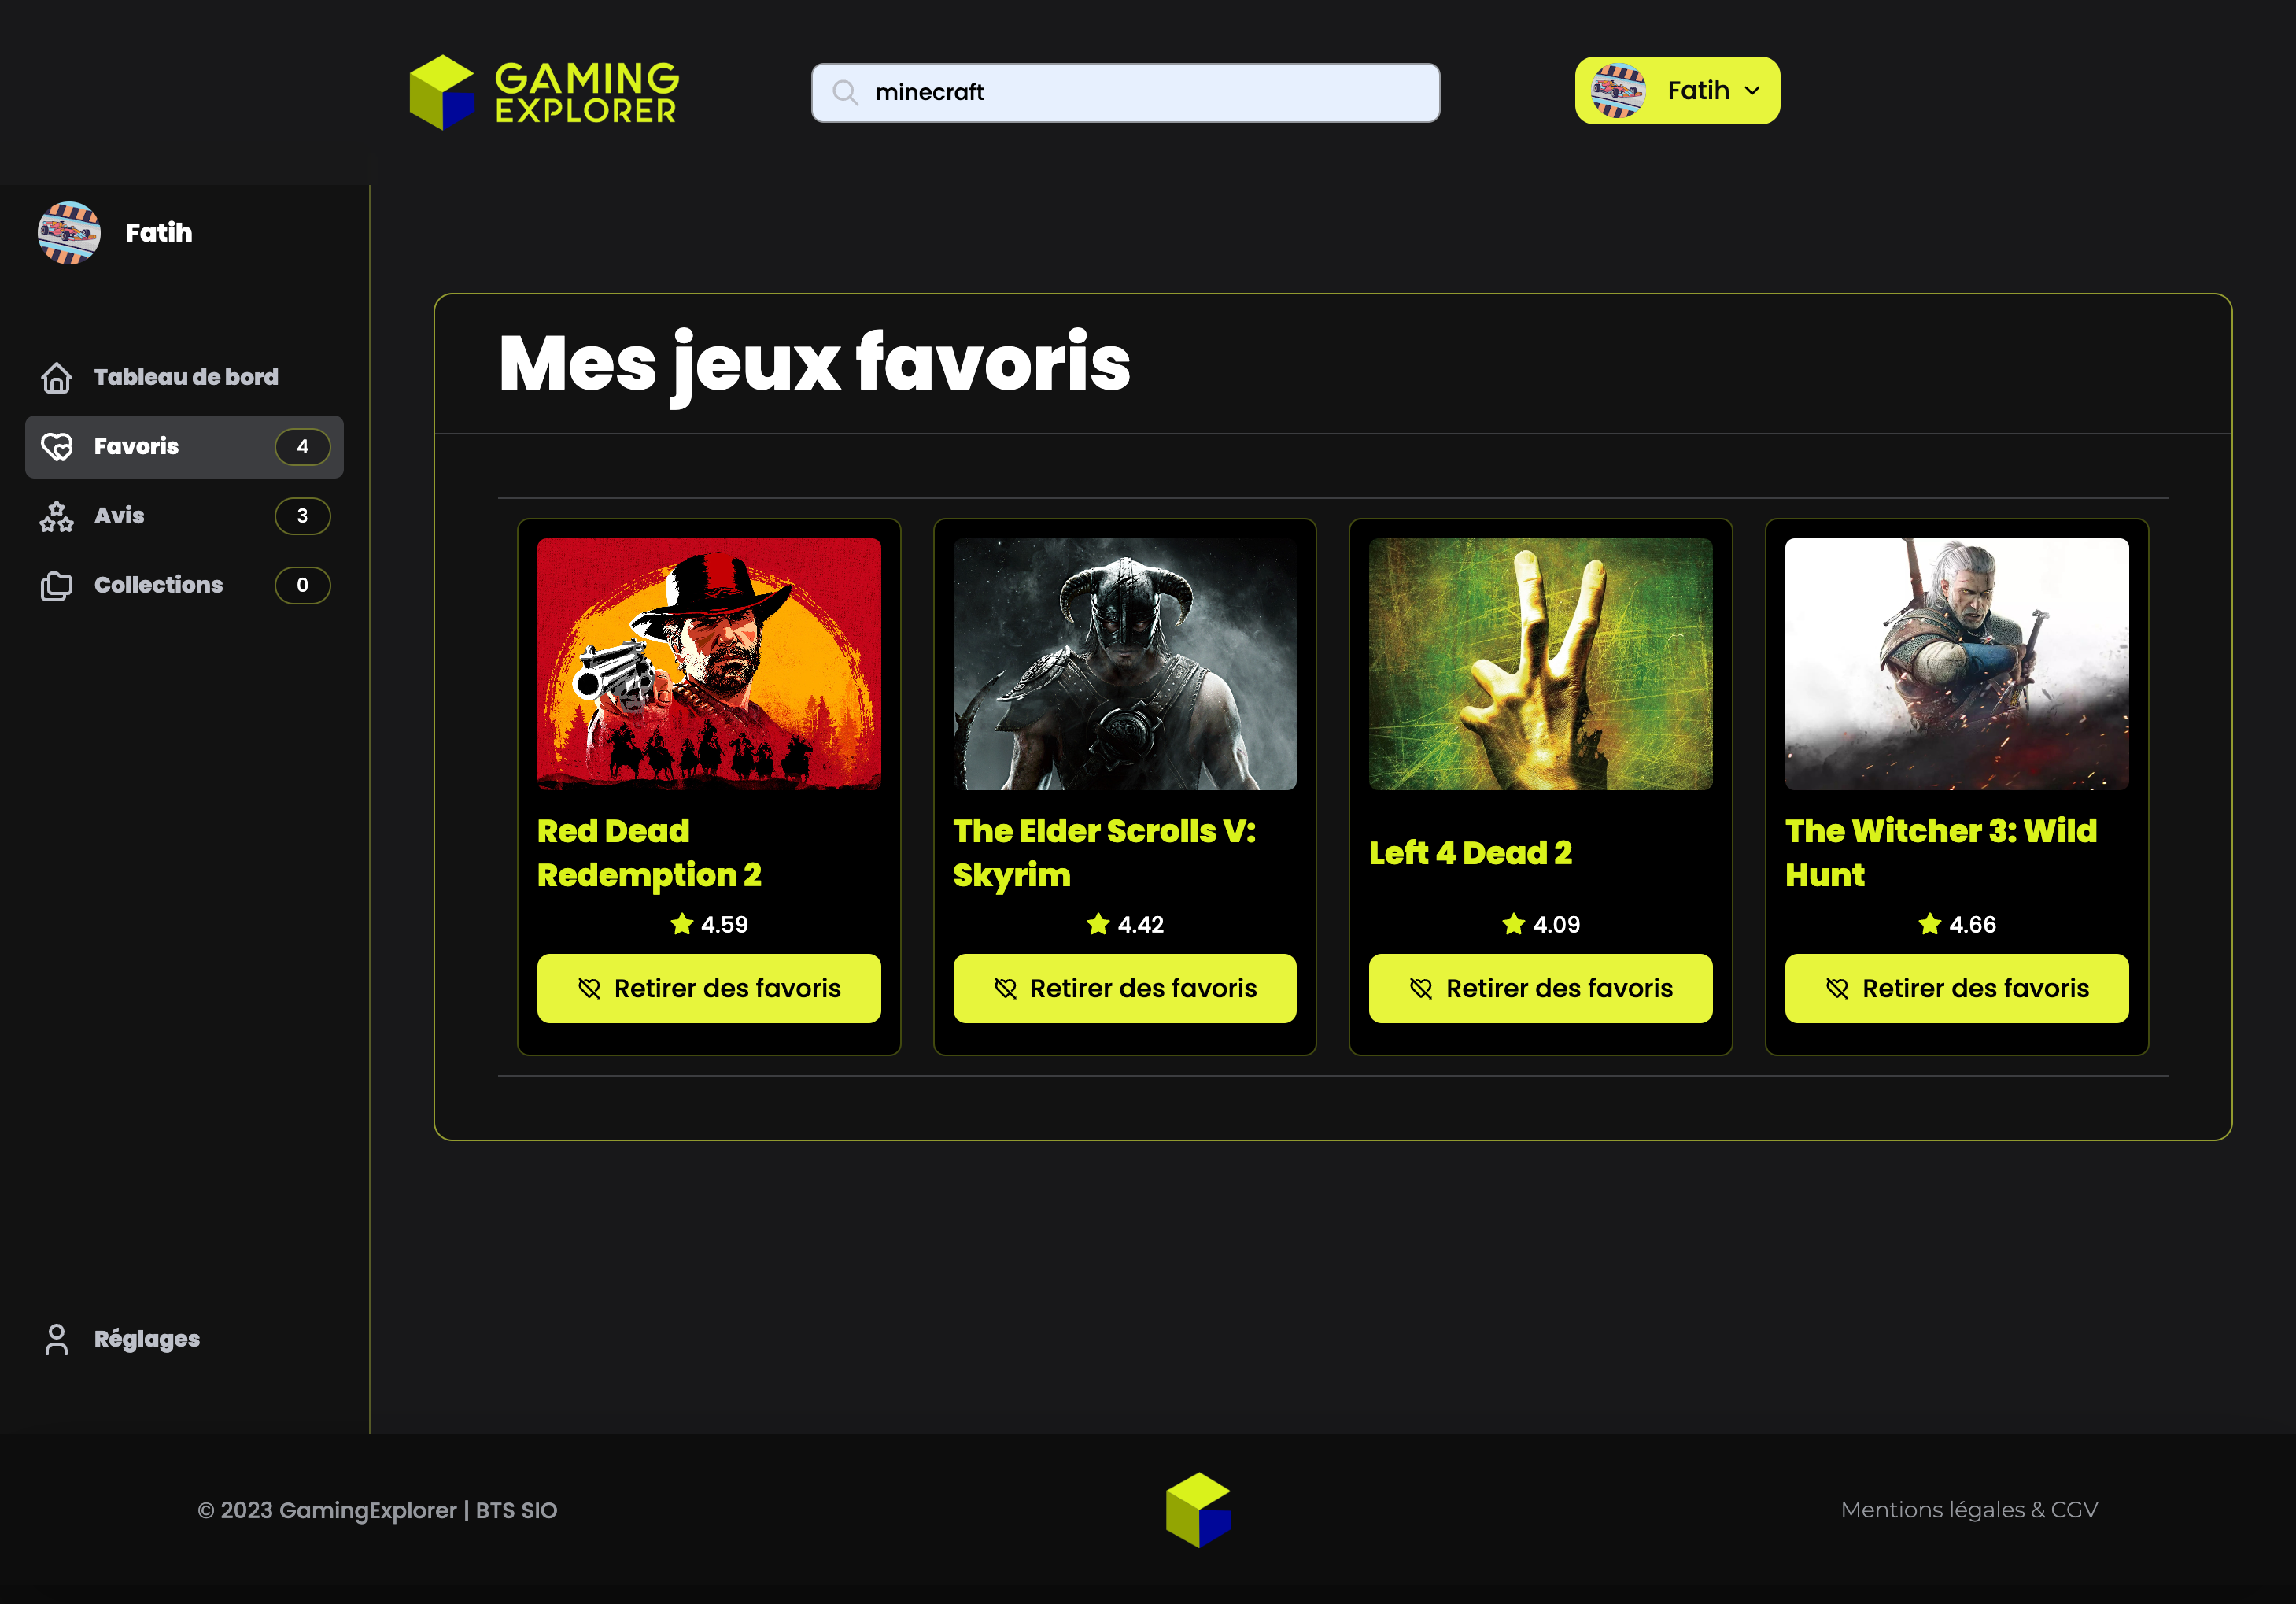 GAMING
EXPLORER
minecraft
Fatih
Fatih
Tableau de bord
Favoris 4
Avis 3
Collections 0
Réglages
Mes jeux favoris
Red Dead
Redemption 2
4.59
Retirer des favoris
The Elder Scrolls V:
Skyrim
4.42
Retirer des favoris
Left 4 Dead 2
4.09
Retirer des favoris
The Witcher 3: Wild
Hunt
4.66
Retirer des favoris
© 2023 GamingExplorer | BTS SIO
Mentions légales & CGV